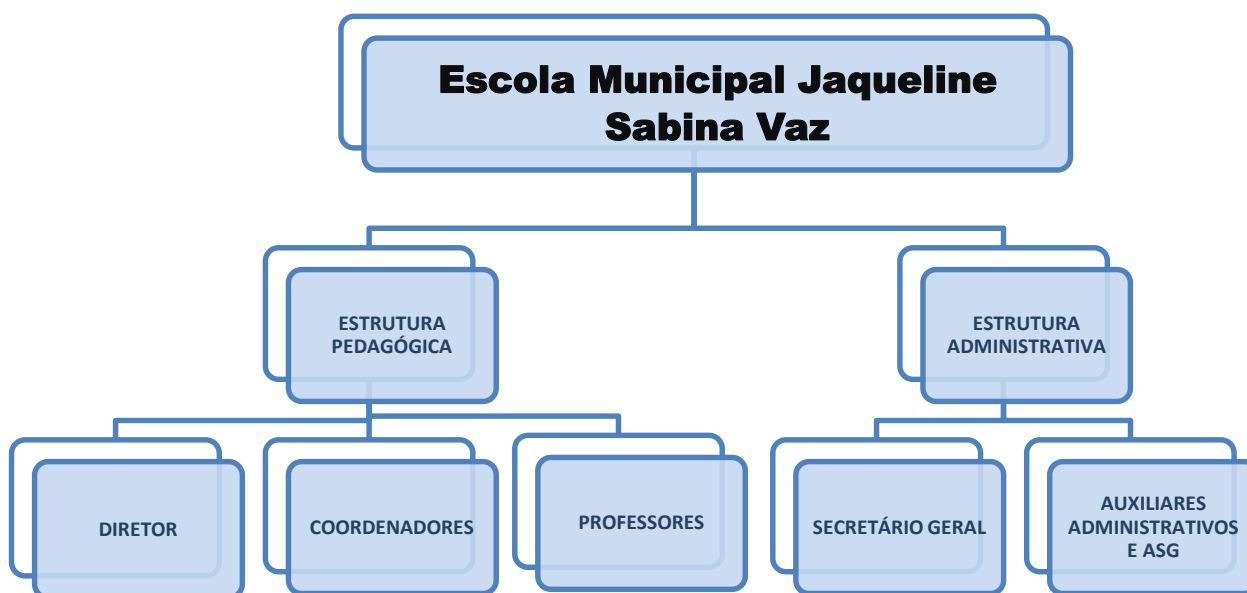 Escola Municipal Jaqueline
Sabina Vaz
ESTRUTURA
PEDAGÓGICA
ESTRUTURA
ADMINISTRATIVA
DIRETOR
COORDENADORES
PROFESSORES
SECRETÁRIO GERAL
AUXILIARES
ADMINISTRATIVOS
E ASG